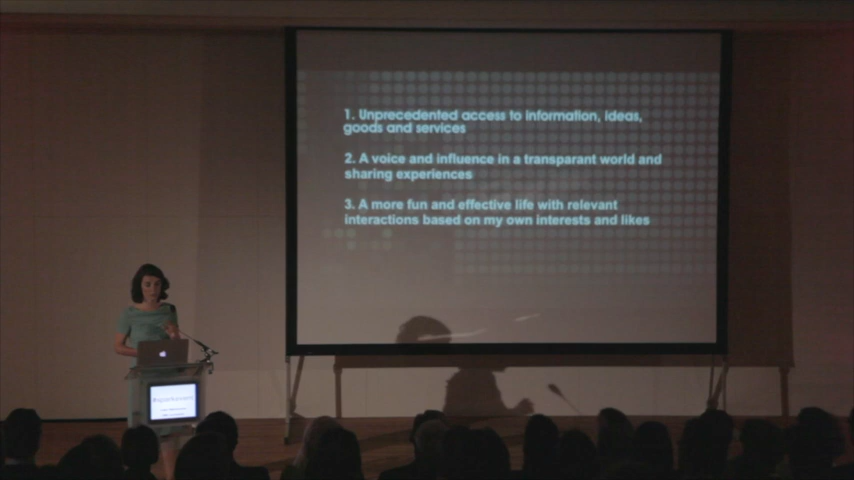 1. Unprecedented access to information, ideas,
goods and services
2. A voice and influence in a transparant world and
sharing experiences
3. A more fun and effective life with relevant
interactions based on my own interests and likes